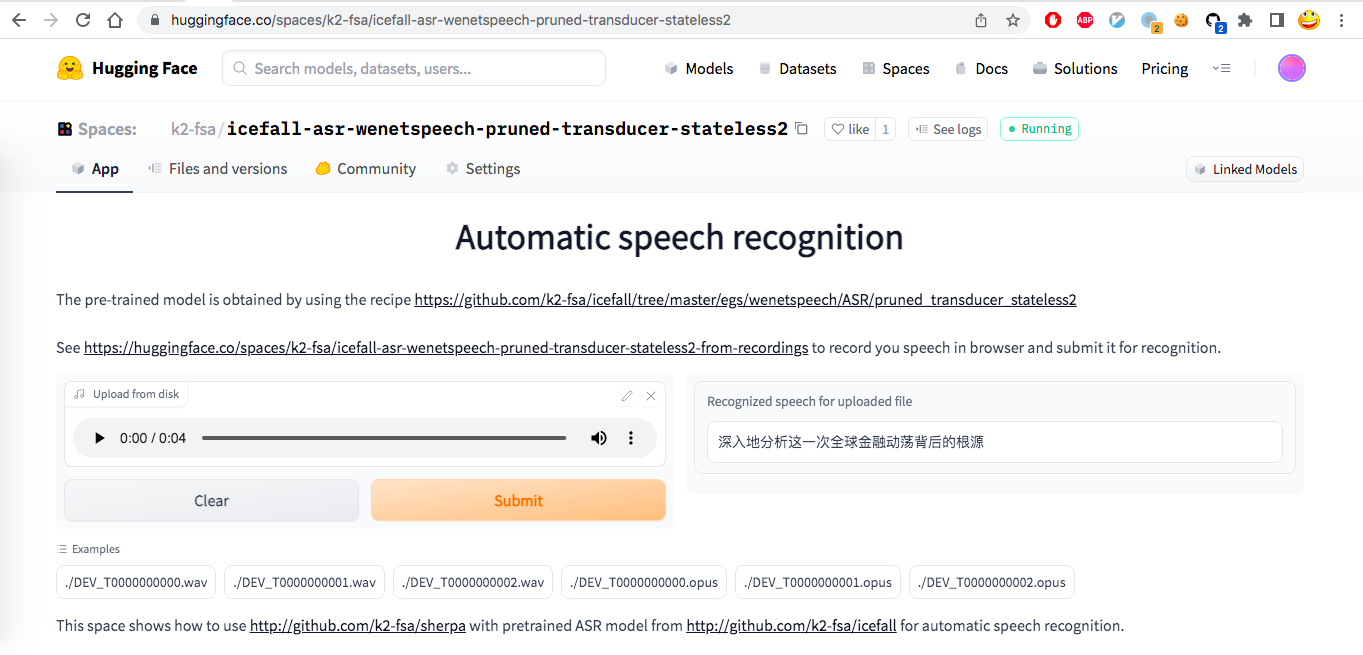 huggingface.co/spaces/k2-fsa/icefall-asr-wenetspeech-pruned-transducer-stateless2
ABP
2
2
Hugging Face
Search models, datasets, users...
Models
Datasets
Spaces
Docs
Solutions
Pricing
Spaces:
k2-fsa/icefall-asr-wenetspeech-pruned-transducer-stateless2
like 1
See logs
Running
App
Files and versions
Community
Settings
Linked Models
Automatic speech recognition
The pre-trained model is obtained by using the recipe https://github.com/k2-fsa/icefall/tree/master/egs/wenetspeech/ASR/pruned_transducer_stateless2
See https://huggingface.co/spaces/k2-fsa/icefall-asr-wenetspeech-pruned-transducer-stateless2-from-recordings to record you speech in browser and submit it for recognition.
Upload from disk
0:00 / 0:04
Clear
Submit
Recognized speech for uploaded file
深入地分析这一次全球金融动荡背后的根源
Examples
./DEV_T0000000000.wav
./DEV_T0000000001.wav
./DEV_T0000000002.wav
./DEV_T0000000000.opus
./DEV_T0000000001.opus
./DEV_T0000000002.opus
This space shows how to use http://github.com/k2-fsa/sherpa with pretrained ASR model from http://github.com/k2-fsa/icefall for automatic speech recognition.